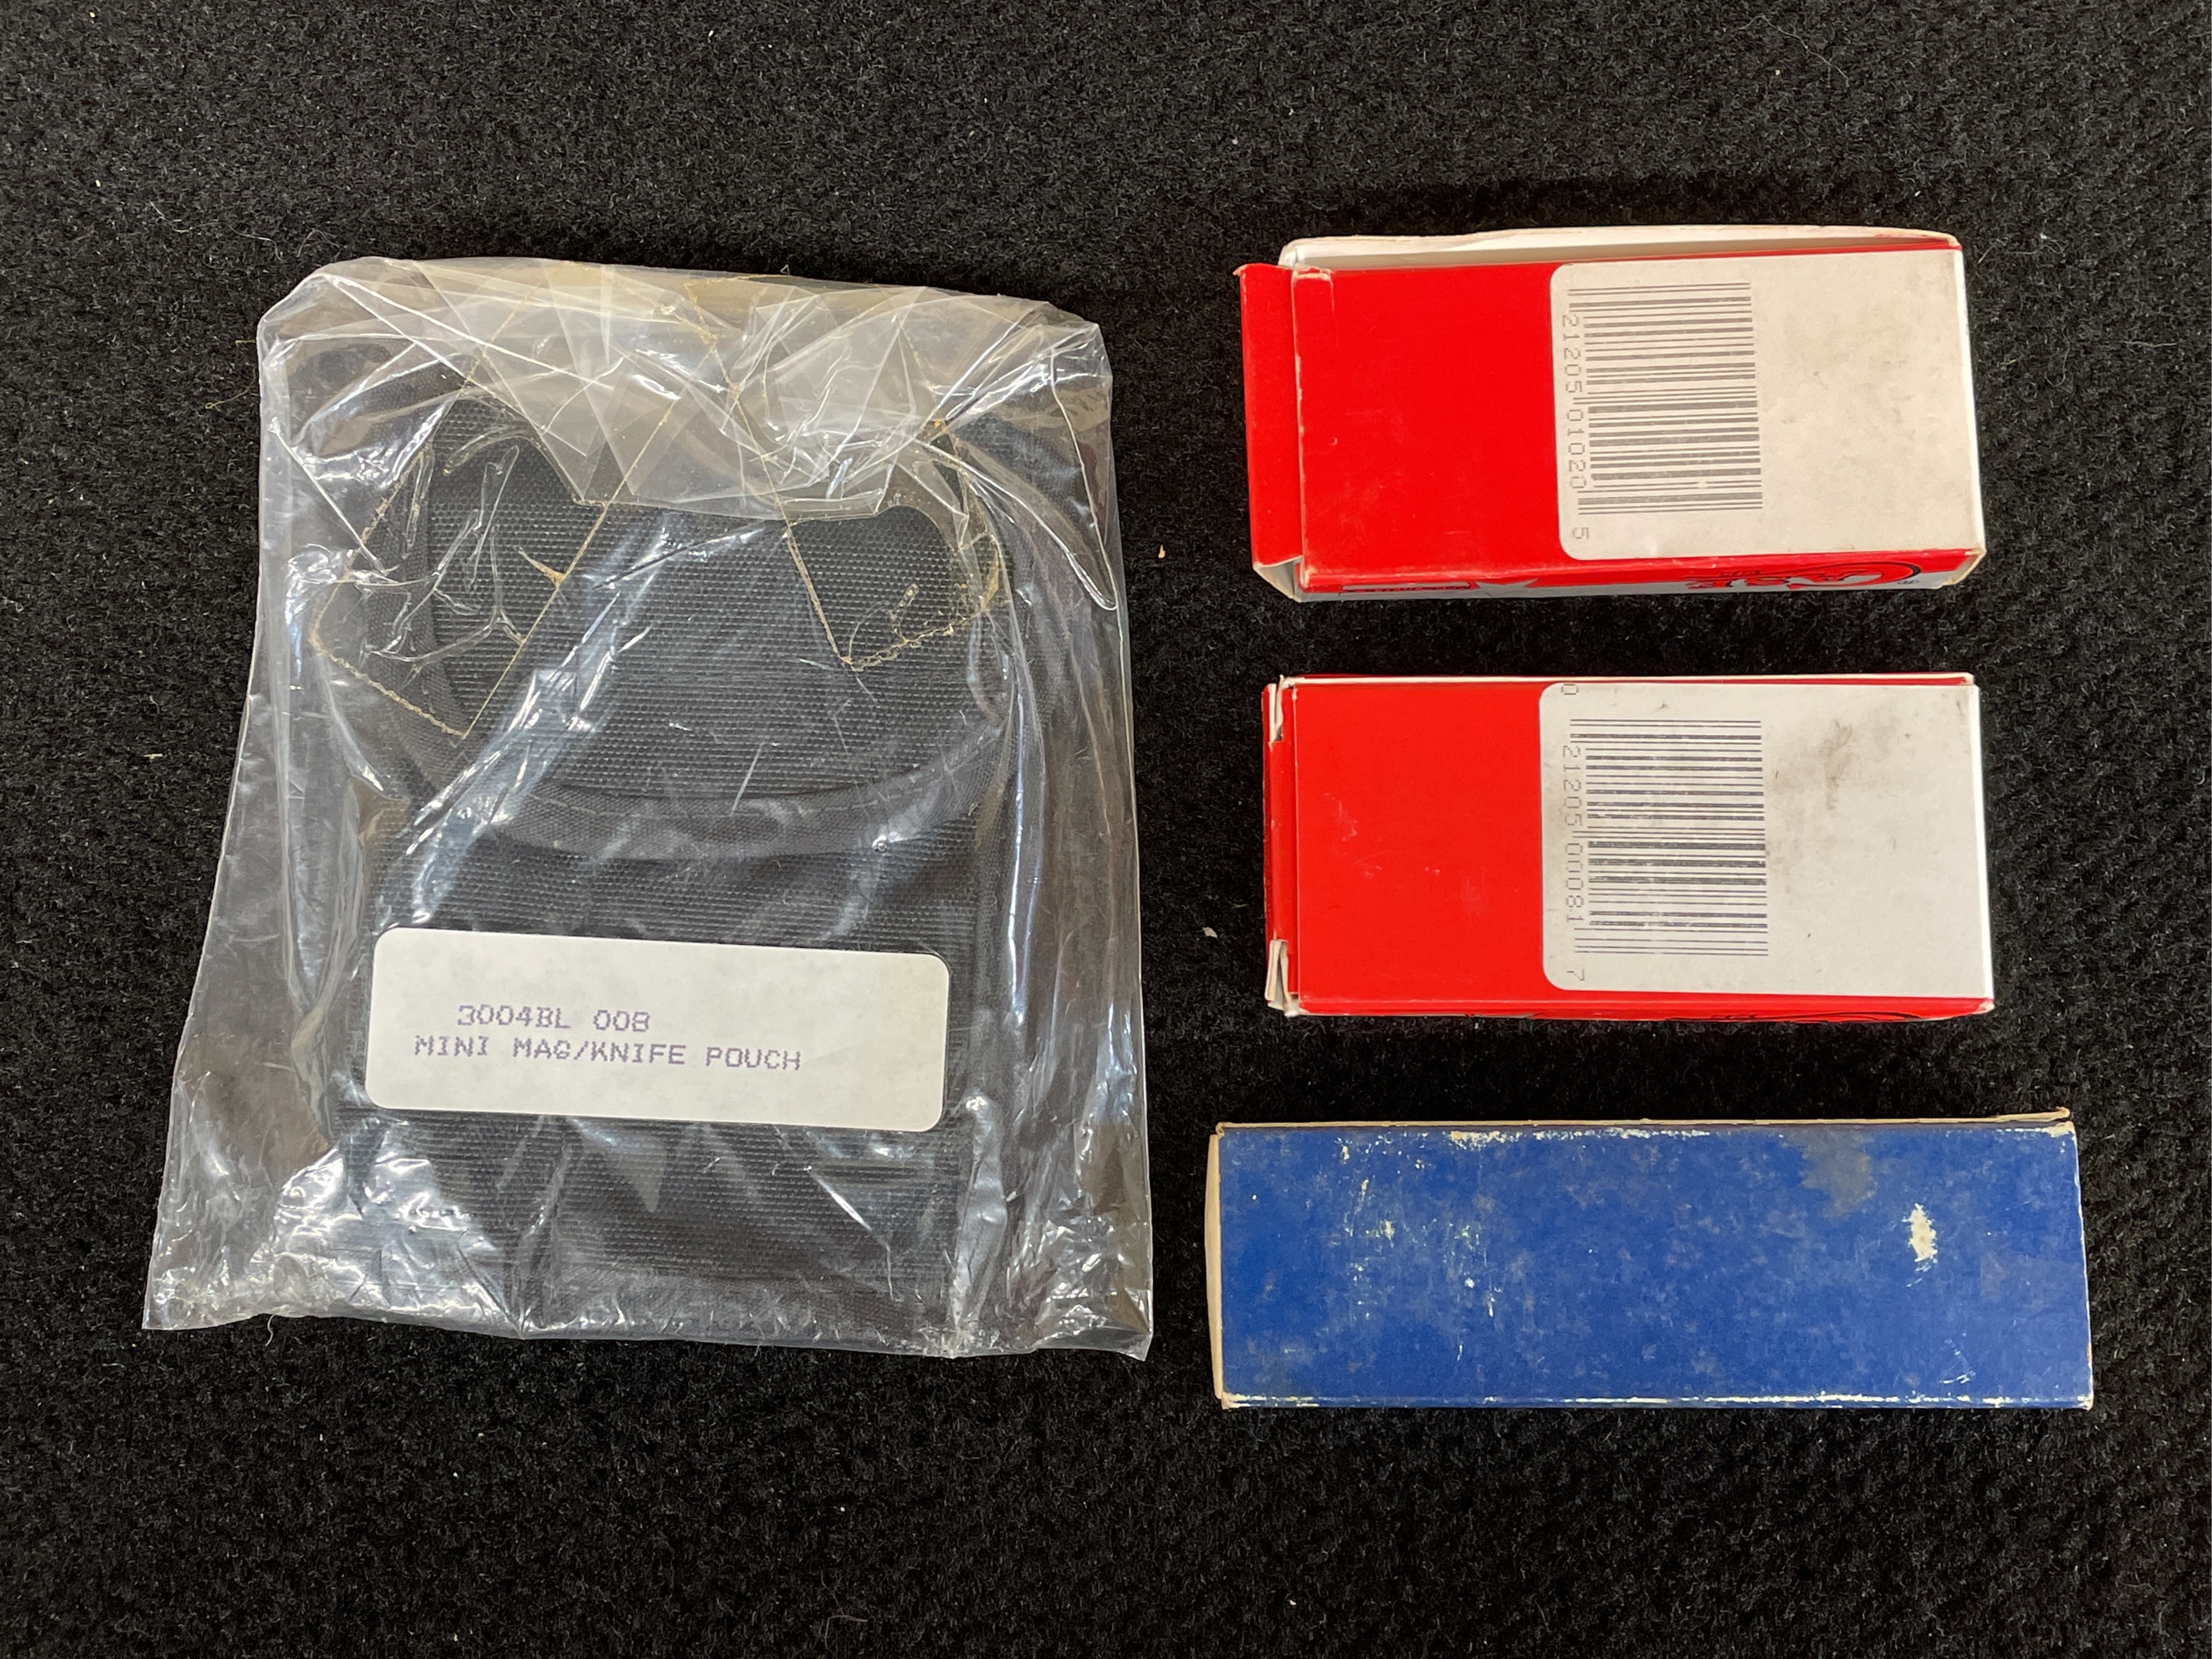 3004BL 008
MINI MAG/KNIFE POUCH
21205 01020 5
0 21205 00081 7